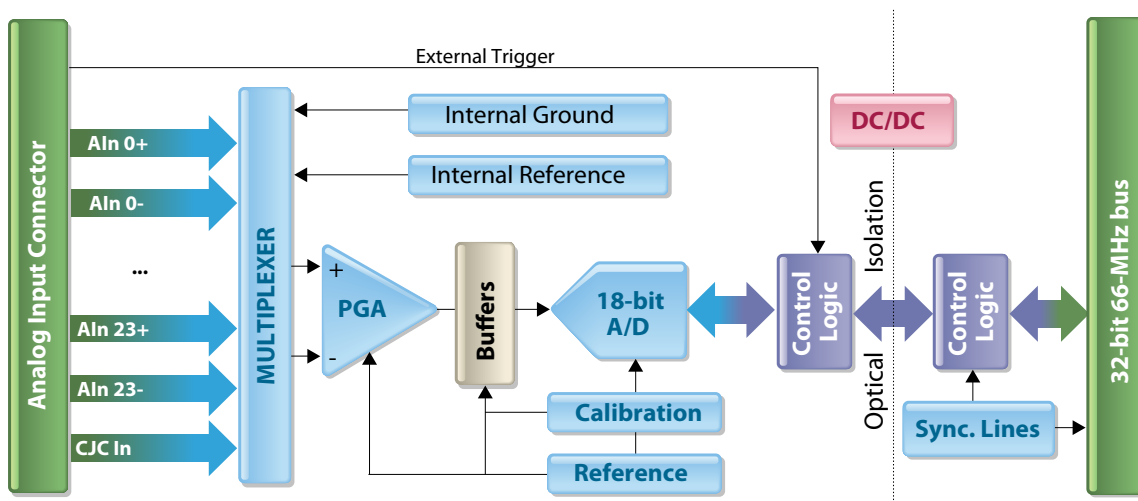 Analog Input Connector
External Trigger
AIn 0+
AIn 0-
...
AIn 23+
AIn 23-
CJC In
MULTIPLEXER
Internal Ground
Internal Reference
+
PGA
-
Buffers
18-bit
A/D
Calibration
Reference
Control
Logic
DC/DC
Optical Isolation
Control
Logic
Sync. Lines
32-bit 66-MHz bus